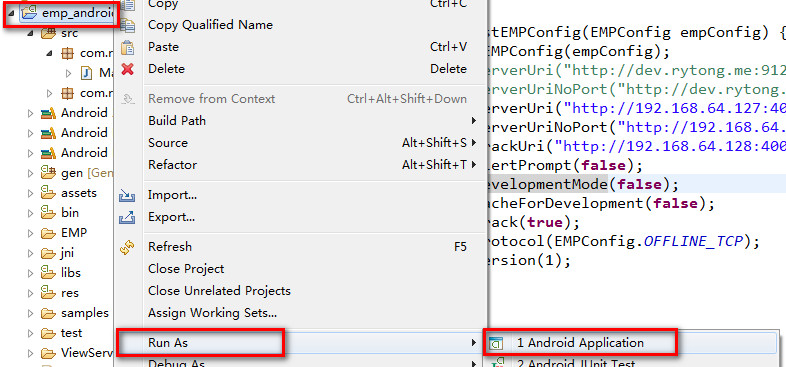 emp_android
src
com.r
Ma
com.r
Android
Android
Android
gen [Gen
assets
bin
EMP
jni
libs
res
samples
test
ViewServ
Copy Ctrl+C
Copy Qualified Name
Paste Ctrl+V
Delete Delete
Remove from Context Ctrl+Alt+Shift+Down
Build Path
Source Alt+Shift+S
Refactor Alt+Shift+T
Import...
Export...
Refresh F5
Close Project
Close Unrelated Projects
Assign Working Sets...
Run As
Debug As
1 Android Application
2 Android JUnit Test
stEMPConfig(EMPConfig empConfig) {
EMPConfig(empConfig);
erverUri("http://dev.rytong.me:912
erverUriNoPort("http://dev.rytong.
erverUri("http://192.168.64.127:40
erverUriNoPort("http://192.168.64.
rackUri("http://192.168.64.128:400
ertPrompt(false);
evelopmentMode(false);
acheForDevelopment(false);
rack(true);
rotocol(EMPConfig.OFFLINE_TCP);
ersion(1);